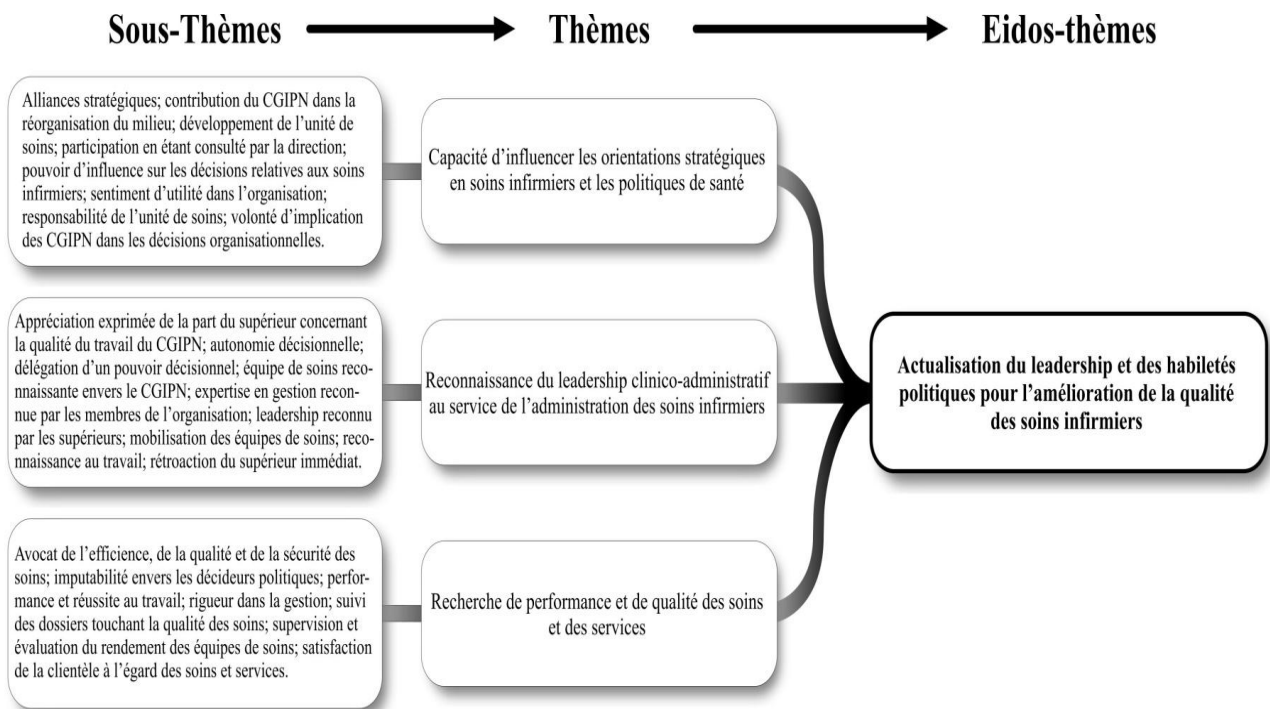 Sous-Thèmes
Thèmes
Eidos-thèmes
Alliances stratégiques; contribution du CGIPN dans la
réorganisation du milieu; développement de l’unité de
soins; participation en étant consulté par la direction;
pouvoir d’influence sur les décisions relatives aux soins
infirmiers; sentiment d’utilité dans l’organisation;
responsabilité de l’unité de soins; volonté d’implication
des CGIPN dans les décisions organisationnelles.
Capacité d’influencer les orientations stratégiques
en soins infirmiers et les politiques de santé
Appréciation exprimée de la part du supérieur concernant
la qualité du travail du CGIPN; autonomie décisionnelle;
délégation d’un pouvoir décisionnel; équipe de soins reco-
nnaissante envers le CGIPN; expertise en gestion recon-
nue par les membres de l’organisation; leadership reconnu
par les supérieurs; mobilisation des équipes de soins; reco-
nnaissance au travail; rétroaction du supérieur immédiat.
Reconnaissance du leadership clinico-administratif
au service de l’administration des soins infirmiers
Actualisation du leadership et des habiletés
politiques pour l’amélioration de la qualité
des soins infirmiers
Avocat de l’efficience, de la qualité et de la sécurité des
soins; imputabilité envers les décideurs politiques; perfor-
mance et réussite au travail; rigueur dans la gestion; suivi
des dossiers touchant la qualité des soins; supervision et
évaluation du rendement des équipes de soins; satisfaction
de la clientèle à l’égard des soins et services.
Recherche de performance et de qualité des soins
et des services